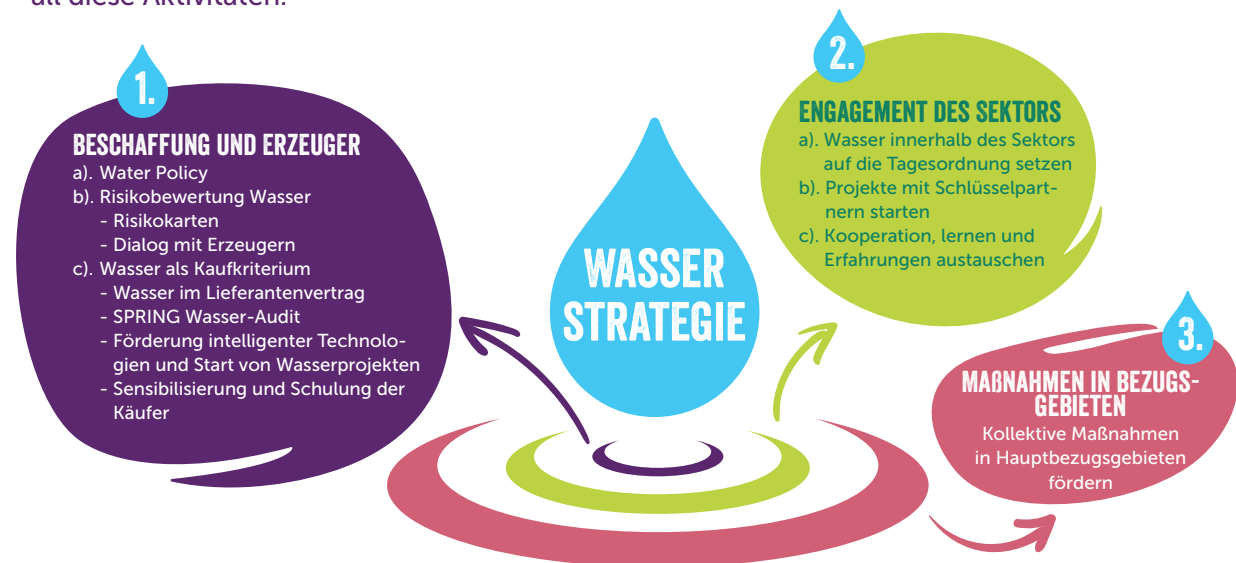 all diese Aktivitäten.
1.
BESCHAFFUNG UND ERZEUGER
a). Water Policy
b). Risikobewertung Wasser
- Risikokarten
- Dialog mit Erzeugern
c). Wasser als Kaufkriterium
- Wasser im Lieferantenvertrag
- SPRING Wasser-Audit
- Förderung intelligenter Technolo-
gien und Start von Wasserprojekten
- Sensibilisierung und Schulung der
Käufer
WASSER
STRATEGIE
2.
ENGAGEMENT DES SEKTORS
a). Wasser innerhalb des Sektors
auf die Tagesordnung setzen
b). Projekte mit Schlüsselpart-
nern starten
c). Kooperation, lernen und
Erfahrungen austauschen
3.
MAßNAHMEN IN BEZUGS-
GEBIETEN
Kollektive Maßnahmen
in Hauptbezugsgebieten
fördern